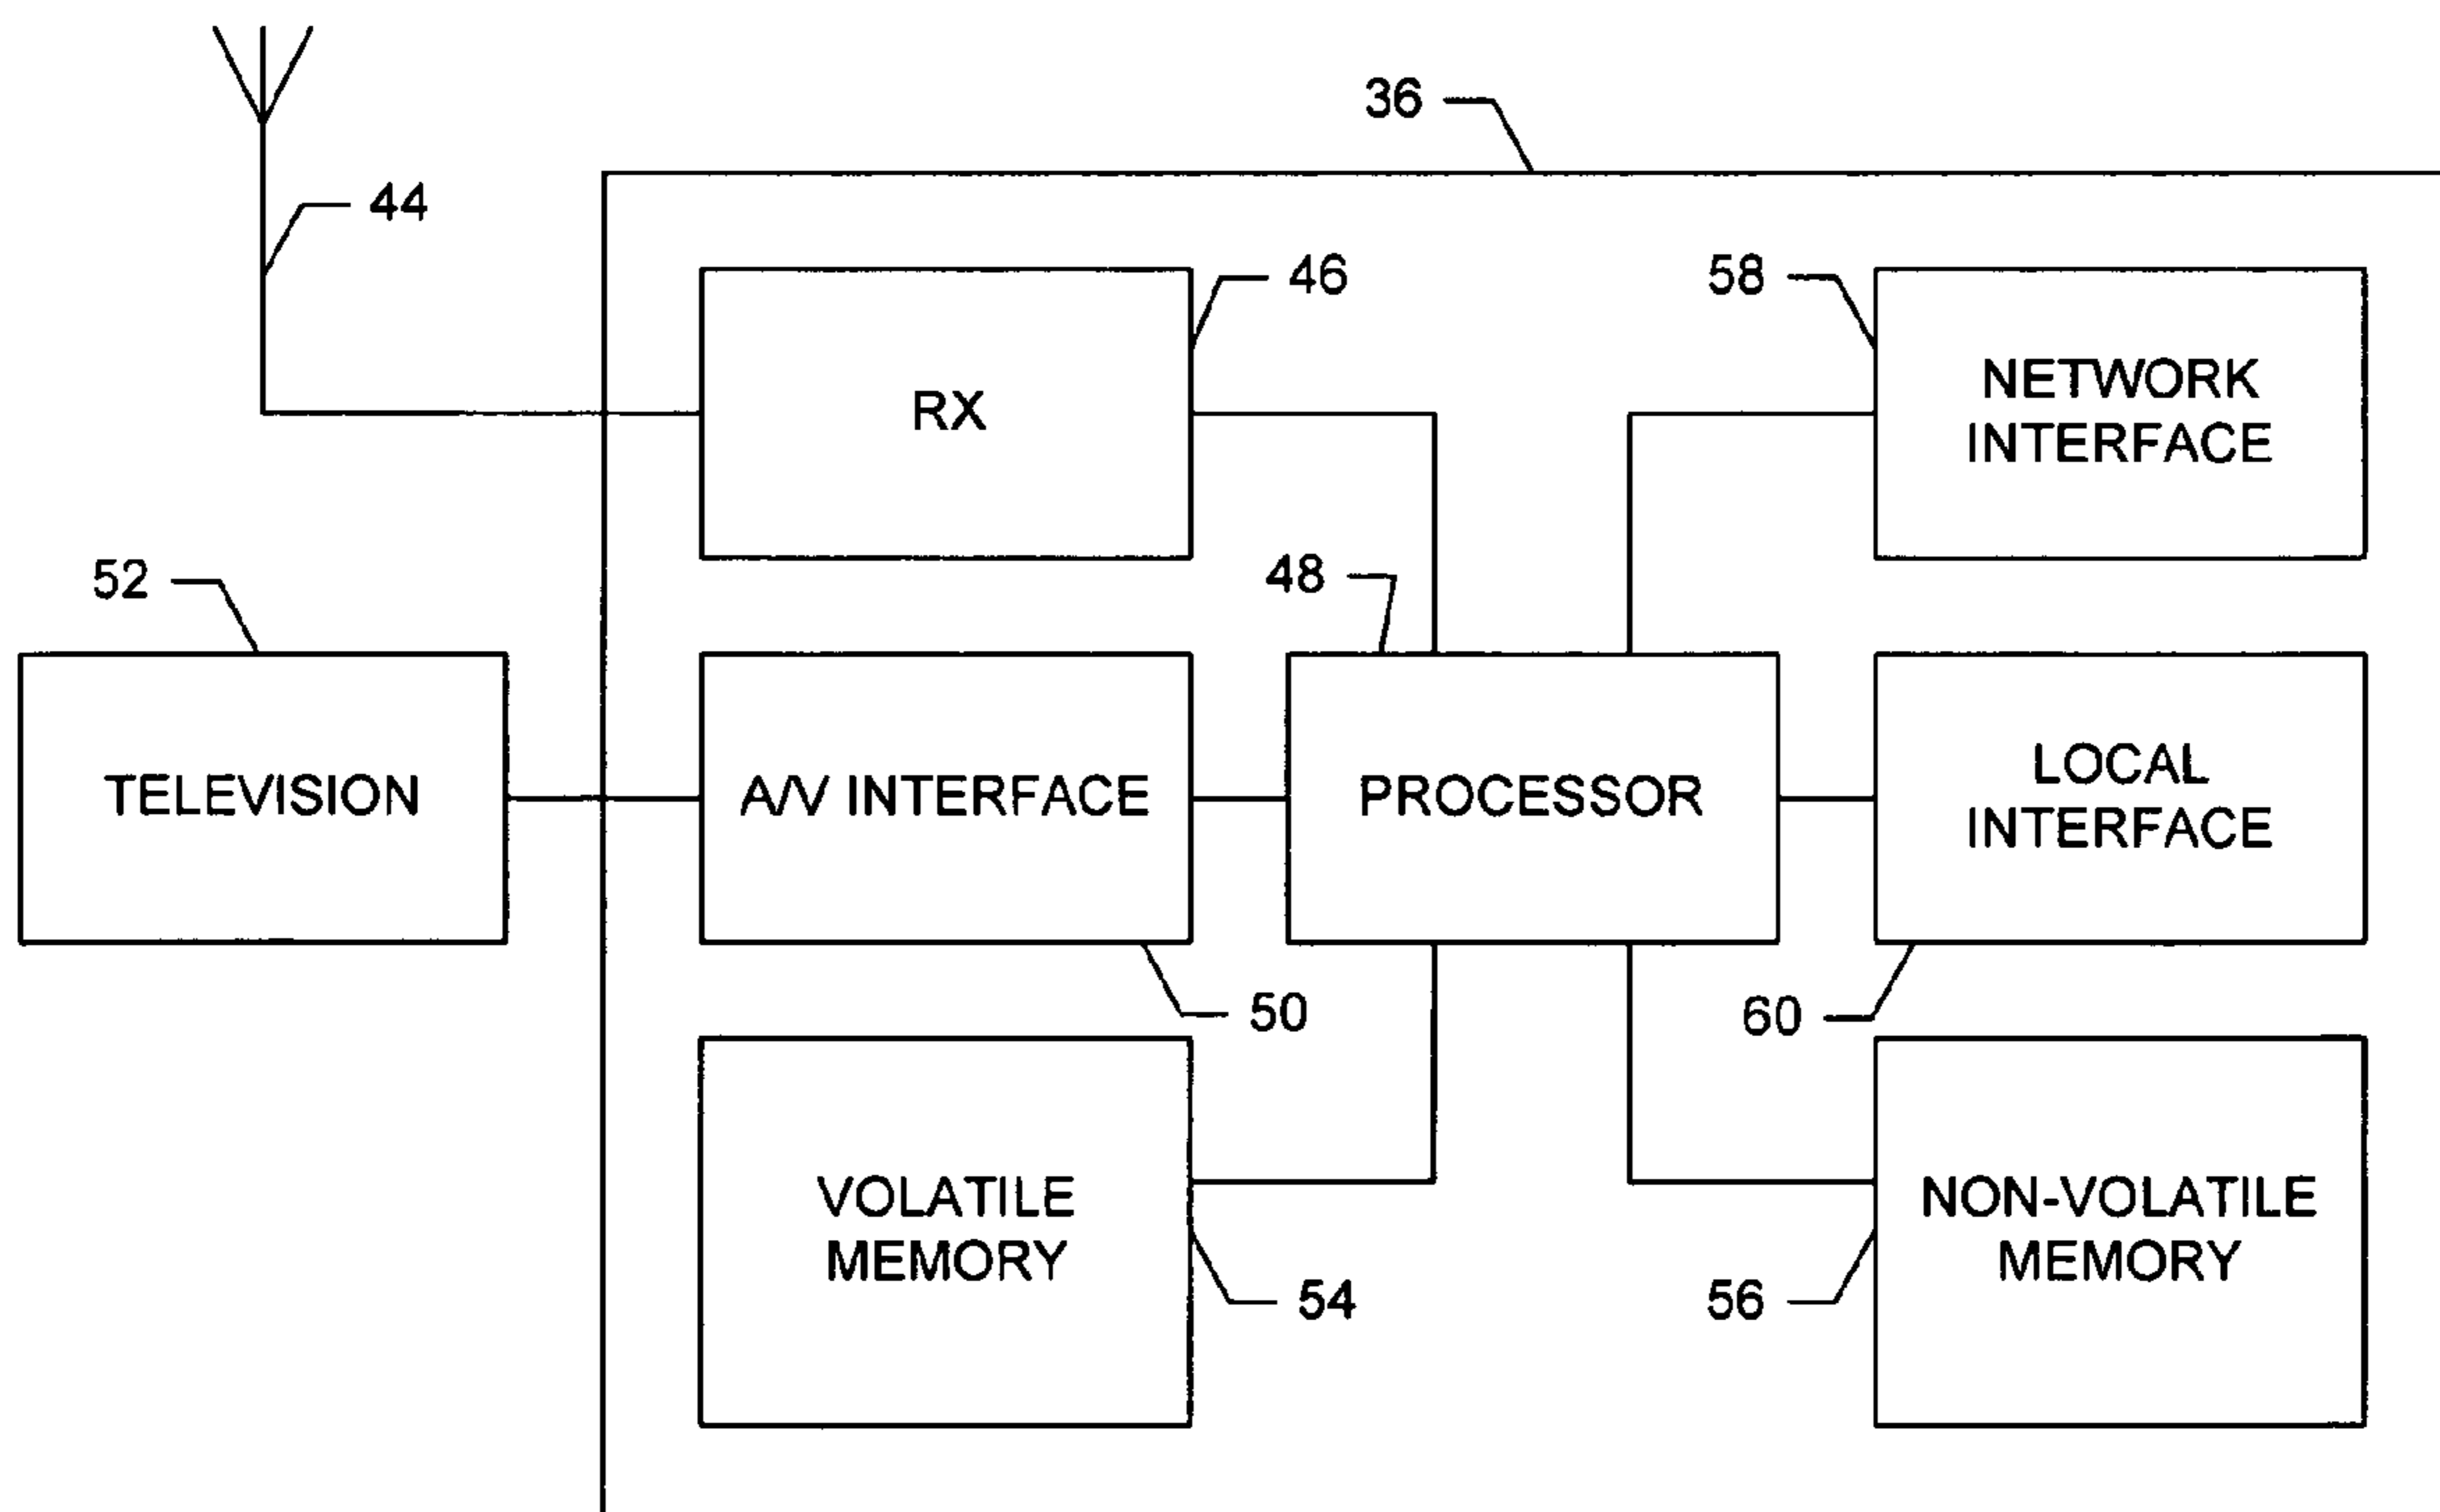 36
44
46
58
RX
NETWORK
INTERFACE
52
48
TELEVISION
A/V INTERFACE
PROCESSOR
LOCAL
INTERFACE
50
60
VOLATILE
MEMORY
NON-VOLATILE
MEMORY
54
56